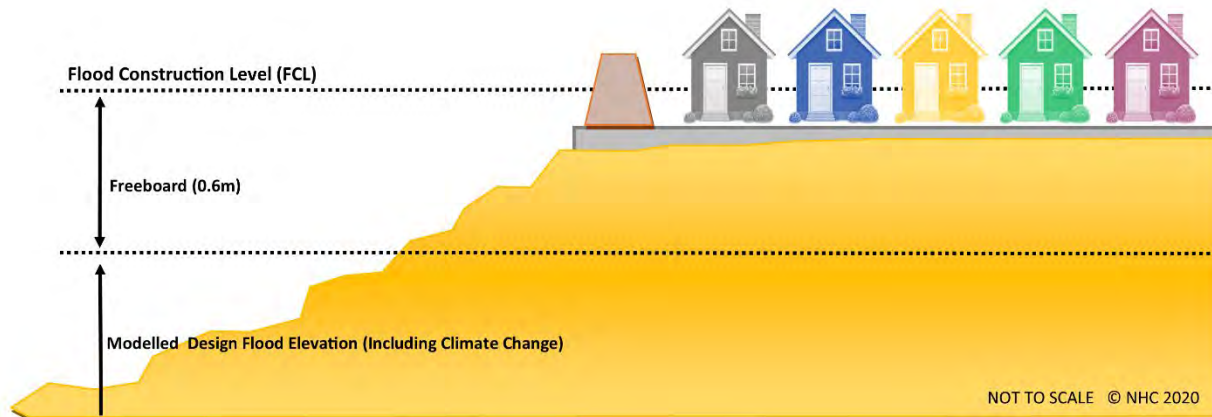 Flood Construction Level (FCL)
Freeboard (0.6m)
Modelled Design Flood Elevation (Including Climate Change)
NOT TO SCALE © NHC 2020